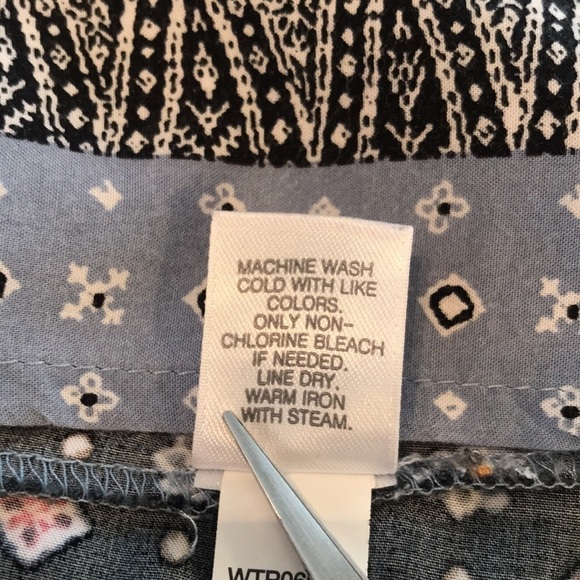 MACHINE WASH
COLD WITH LIKE
COLORS.
ONLY NON-
CHLORINE BLEACH
IF NEEDED.
LINE DRY.
WARM IRON
WITH STEAM.